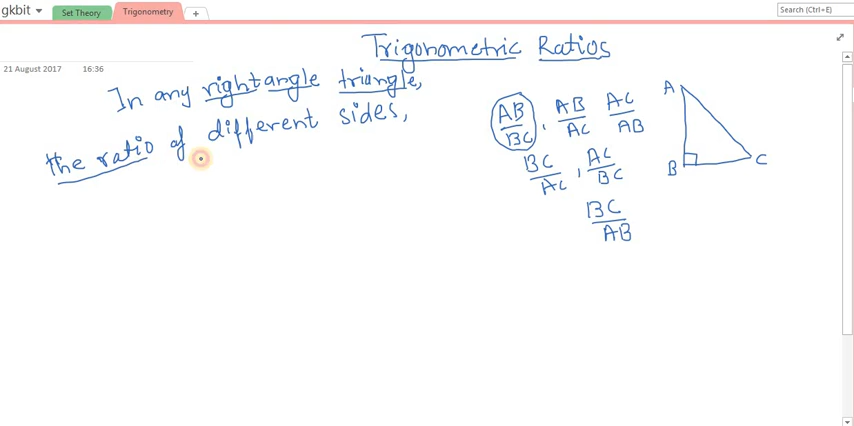 gkbit
Set Theory
Trigonometry
+
Search (Ctrl+E)
Trigonometric Ratios
21 August 2017 16:36
In any rightangle triangle,
the ratio of different sides,
AB/BC, AB/AC AC/AB
BC/AC, AC/BC
BC/AB
A
B
C